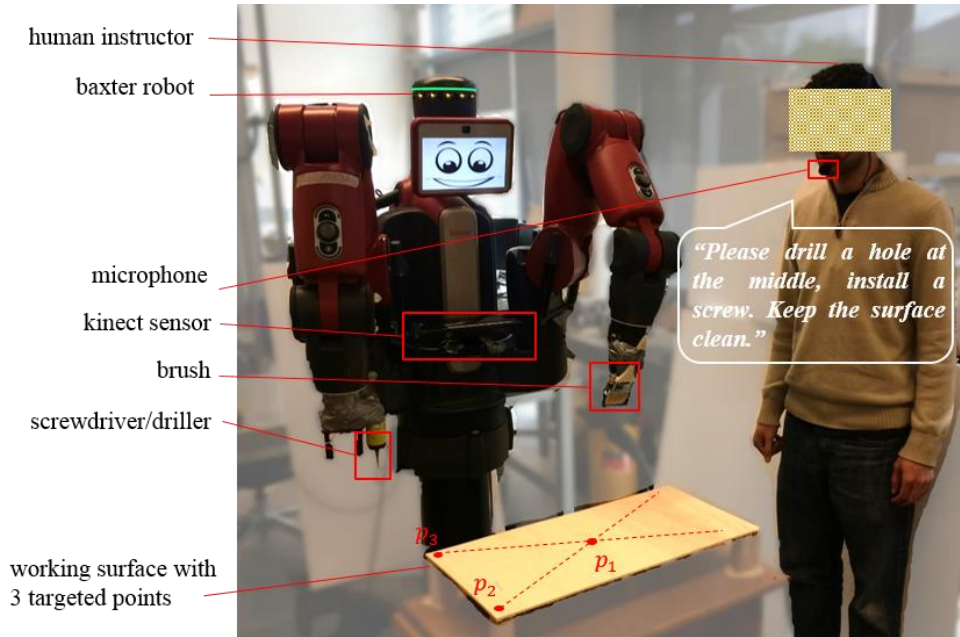 human instructor
baxter robot
microphone
kinect sensor
brush
screwdriver/driller
working surface with
3 targeted points
“Please drill a hole at
the middle, install a
screw. Keep the surface
clean.”
p₃
p₁
p₂